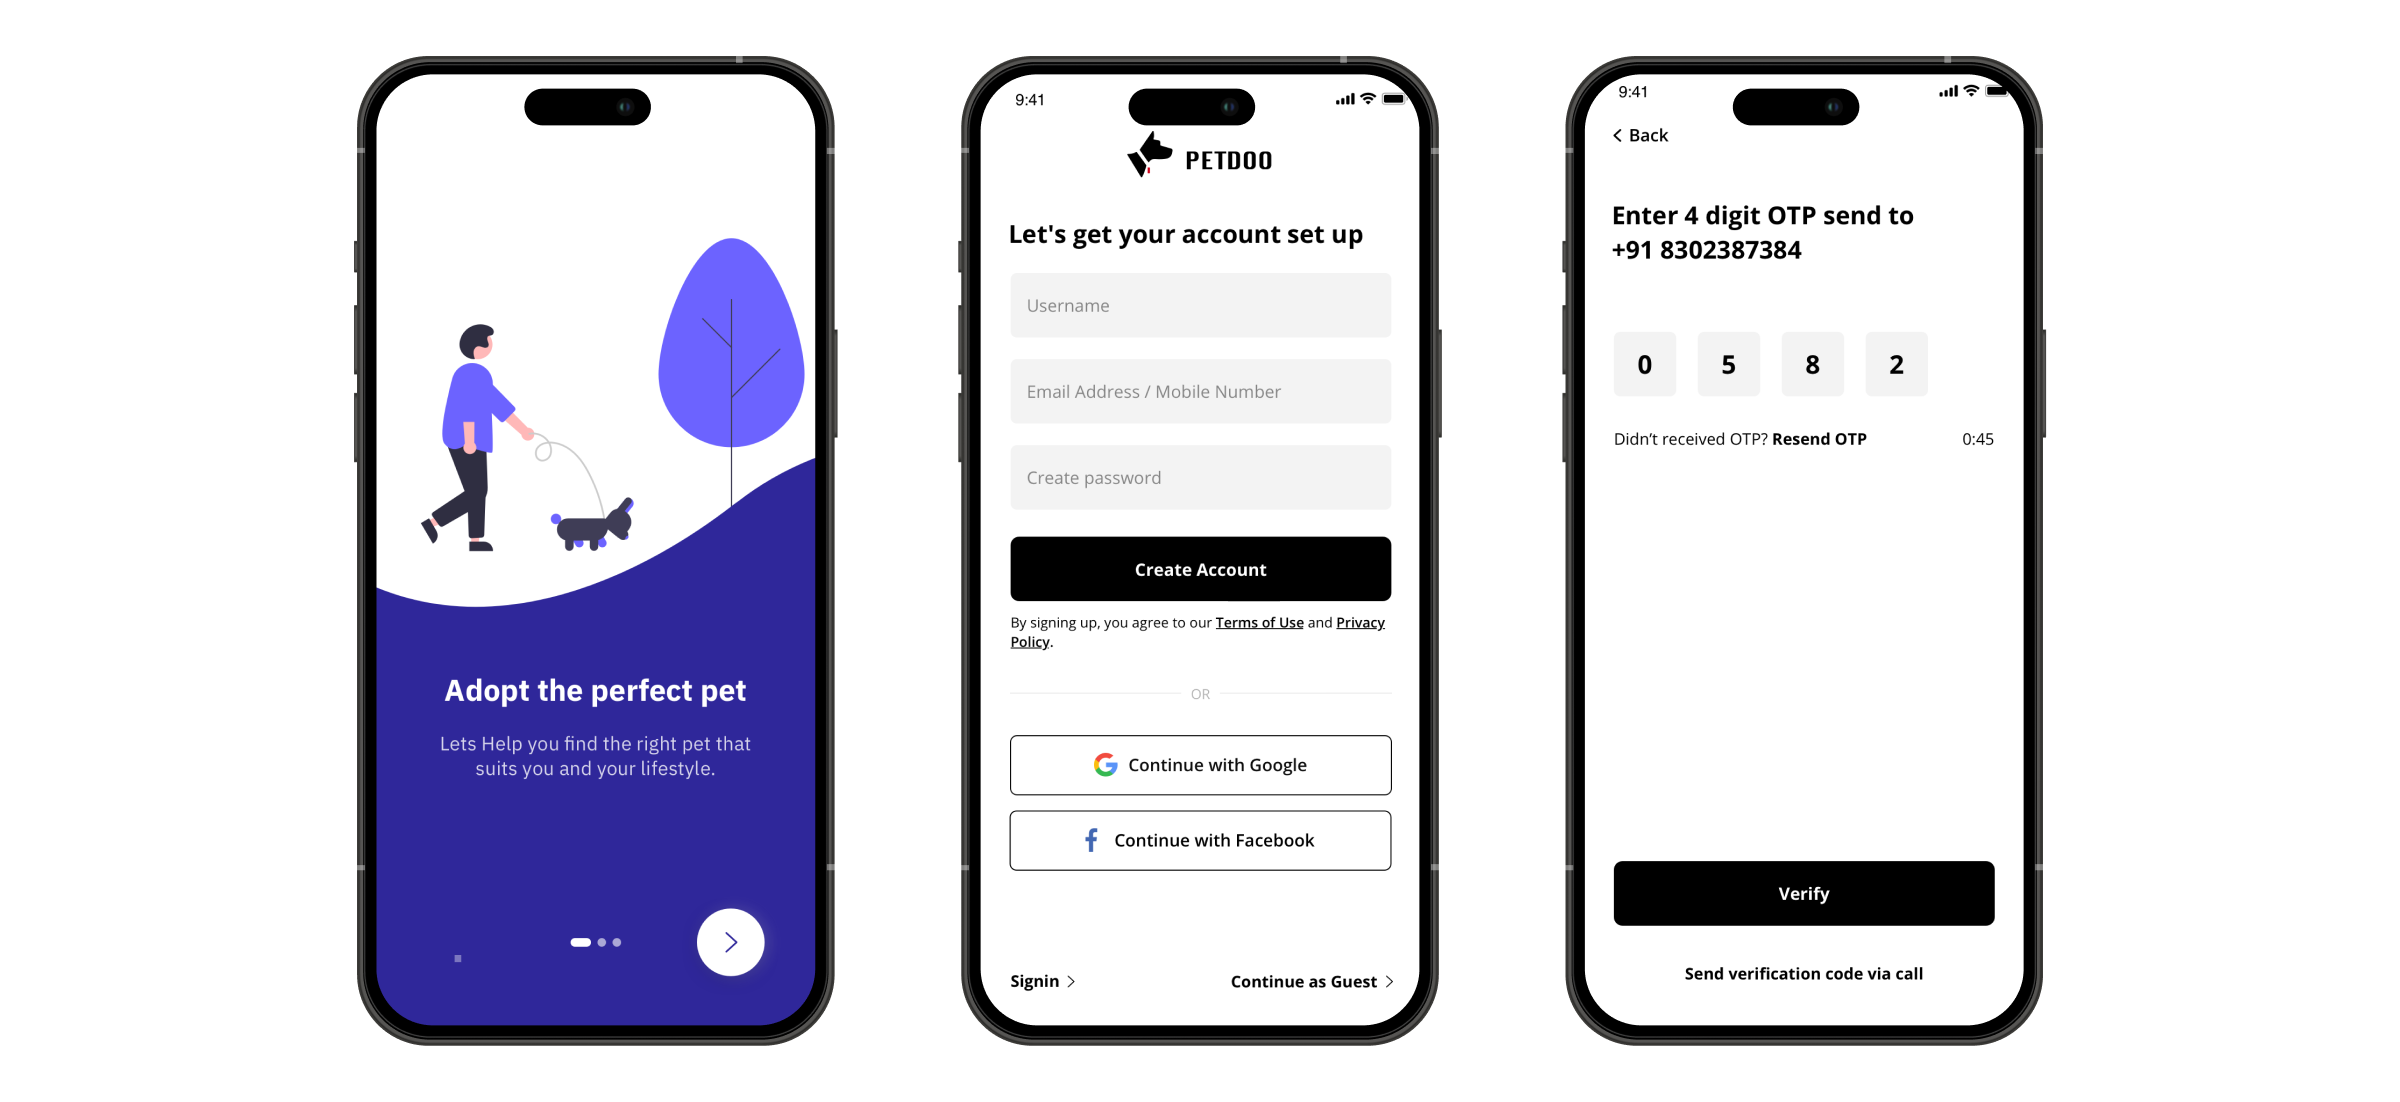 Adopt the perfect pet
Lets Help you find the right pet that
suits you and your lifestyle.
9:41
PETDOO
Let's get your account set up
Username
Email Address / Mobile Number
Create password
Create Account
By signing up, you agree to our Terms of Use and Privacy
Policy.
OR
Continue with Google
Continue with Facebook
Signin
Continue as Guest
9:41
Back
Enter 4 digit OTP send to
+91 8302387384
0 5 8 2
Didn’t received OTP? Resend OTP 0:45
Verify
Send verification code via call